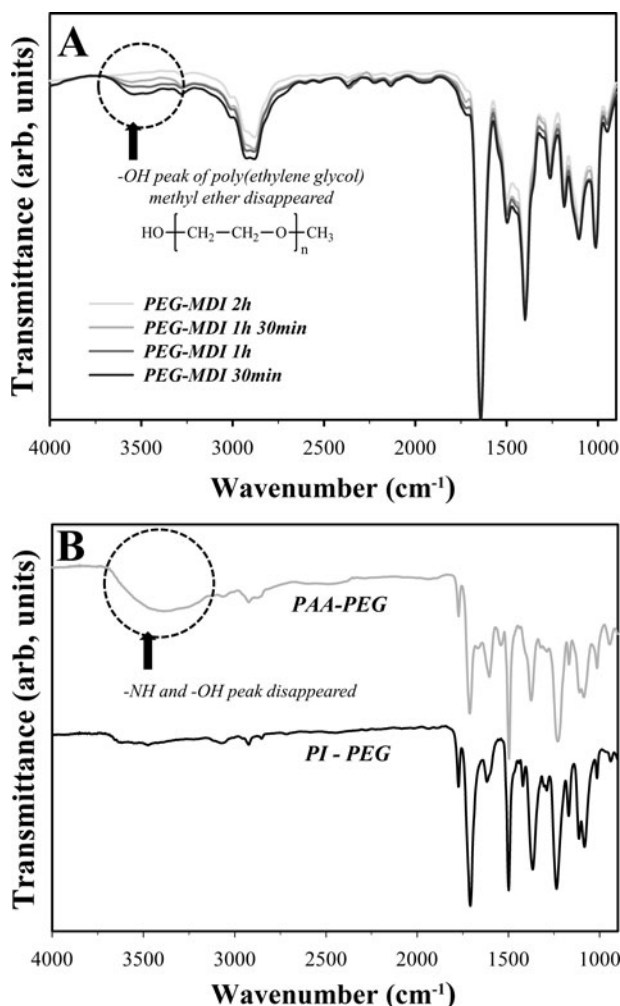 A
Transmittance (arb, units)
-OH peak of poly(ethylene glycol)
methyl ether disappeared
HO—[CH₂—CH₂—O]ₙ—CH₃
PEG-MDI 2h
PEG-MDI 1h 30min
PEG-MDI 1h
PEG-MDI 30min
4000 3500 3000 2500 2000 1500 1000
Wavenumber (cm⁻¹)
B
Transmittance (arb, units)
PAA-PEG
-NH and -OH peak disappeared
PI - PEG
4000 3500 3000 2500 2000 1500 1000
Wavenumber (cm⁻¹)